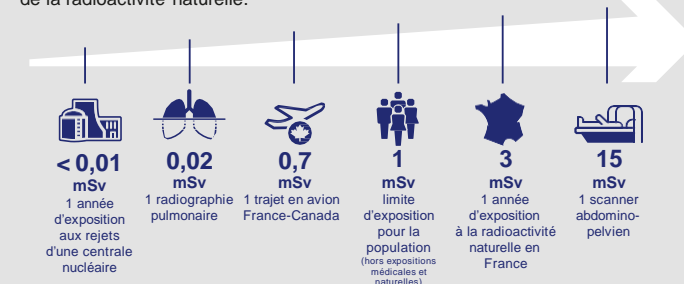 de la radioactivité naturelle.
< 0,01
mSv
1 année
d'exposition
aux rejets
d'une centrale
nucléaire
0,02
mSv
1 radiographie
pulmonaire
0,7
mSv
1 trajet en avion
France-Canada
1
mSv
limite
d'exposition
pour la
population
(hors expositions
médicales et
naturelles)
3
mSv
1 année
d'exposition
à la radioactivité
naturelle en
France
15
mSv
1 scanner
abdomino-
pelvien